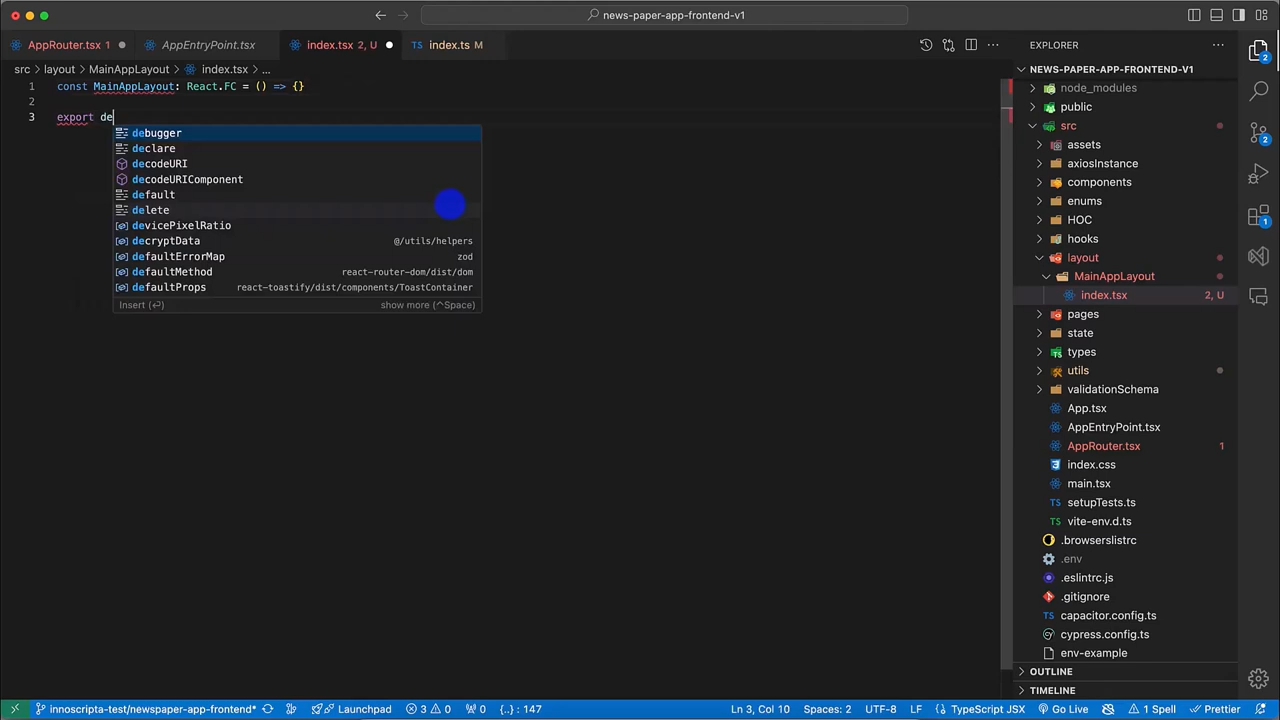 news-paper-app-frontend-v1
AppRouter.tsx 1
AppEntryPoint.tsx
index.tsx 2, U
TS index.ts M
EXPLORER
src > layout > MainAppLayout > index.tsx > ...
1 const MainAppLayout: React.FC = () => {}
2
3 export de
debugger
declare
decodeURI
decodeURIComponent
default
delete
devicePixelRatio
decryptData @/utils/helpers
defaultErrorMap zod
defaultMethod react-router-dom/dist/dom
defaultProps react-toastify/dist/components/ToastContainer
Insert (⏎) show more (^Space)
NEWS-PAPER-APP-FRONTEND-V1
node_modules
public
src
assets
axiosInstance
components
enums
HOC
hooks
layout
MainAppLayout
index.tsx 2, U
pages
state
types
utils
validationSchema
App.tsx
AppEntryPoint.tsx
AppRouter.tsx 1
index.css
main.tsx
TS setupTests.ts
TS vite-env.d.ts
.browserslistrc
.env
.eslintrc.js
.gitignore
capacitor.config.ts
cypress.config.ts
env-example
OUTLINE
TIMELINE
2
2
1
innoscripta-test/newspaper-app-frontend* Launchpad 3 0 0 {..} : 147 Ln 3, Col 10 Spaces: 2 UTF-8 LF {} TypeScript JSX Go Live 1 Spell Prettier